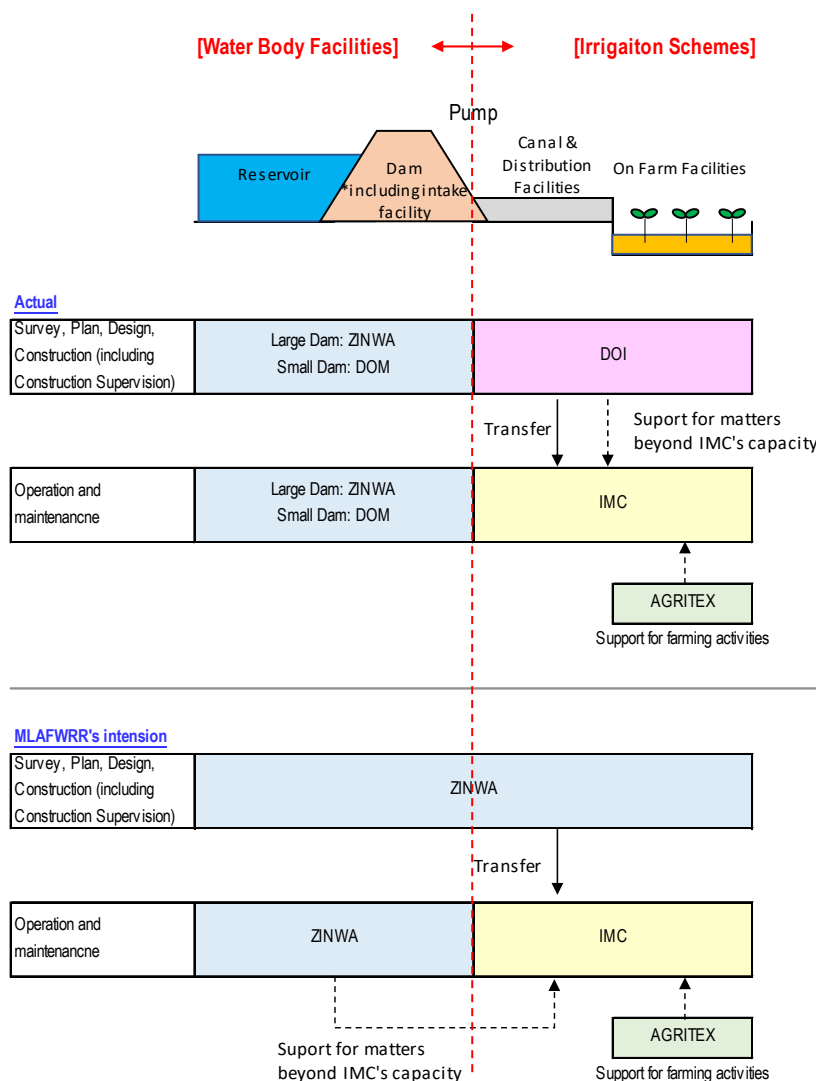 [Water Body Facilities]
[Irrigaiton Schemes]
Pump
Reservoir
Dam
*including intake
facility
Canal &
Distribution
Facilities
On Farm Facilities
Actual
Survey, Plan, Design,
Construction (including
Construction Supervision)
Large Dam: ZINWA
Small Dam: DOM
DOI
Transfer
Suport for matters
beyond IMC's capacity
Operation and
maintenancne
Large Dam: ZINWA
Small Dam: DOM
IMC
AGRITEX
Support for farming activities
MLAFWRR's intension
Survey, Plan, Design,
Construction (including
Construction Supervision)
ZINWA
Transfer
Operation and
maintenancne
ZINWA
IMC
Suport for matters
beyond IMC's capacity
AGRITEX
Support for farming activities